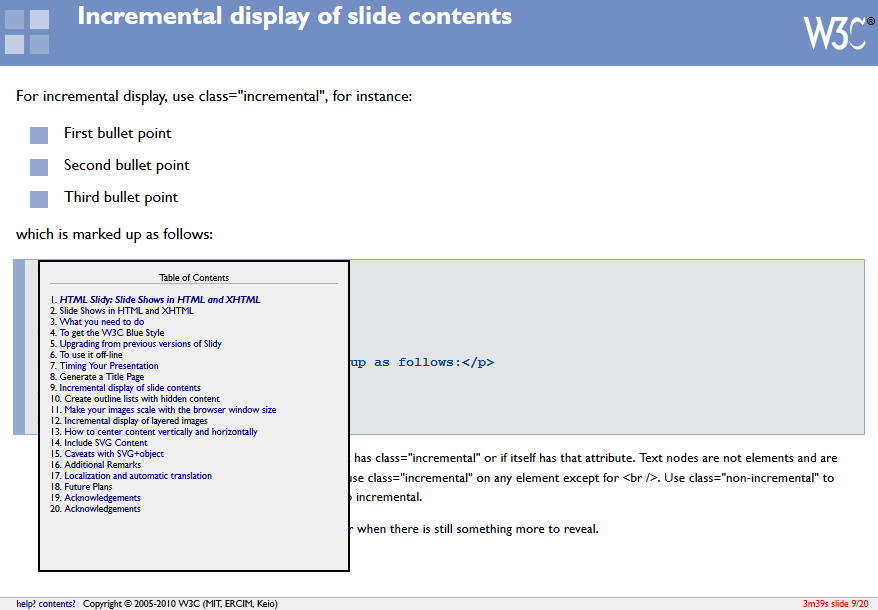 Incremental display of slide contents
W3C®
For incremental display, use class="incremental", for instance:
First bullet point
Second bullet point
Third bullet point
which is marked up as follows:
Table of Contents
1. HTML Slidy: Slide Shows in HTML and XHTML
2. Slide Shows in HTML and XHTML
3. What you need to do
4. To get the W3C Blue Style
5. Upgrading from previous versions of Slidy
6. To use it off-line
7. Timing Your Presentation
8. Generate a Title Page
9. Incremental display of slide contents
10. Create outline lists with hidden content
11. Make your images scale with the browser window size
12. Incremental display of layered images
13. How to center content vertically and horizontally
14. Include SVG Content
15. Caveats with SVG+object
16. Additional Remarks
17. Localization and automatic translation
18. Future Plans
19. Acknowledgements
20. Acknowledgements
up as follows:</p>
has class="incremental" or if itself has that attribute. Text nodes are not elements and are
use class="incremental" on any element except for <br />. Use class="non-incremental" to
incremental.
when there is still something more to reveal.
help? contents? Copyright © 2005-2010 W3C (MIT, ERCIM, Keio)
3m39s slide 9/20